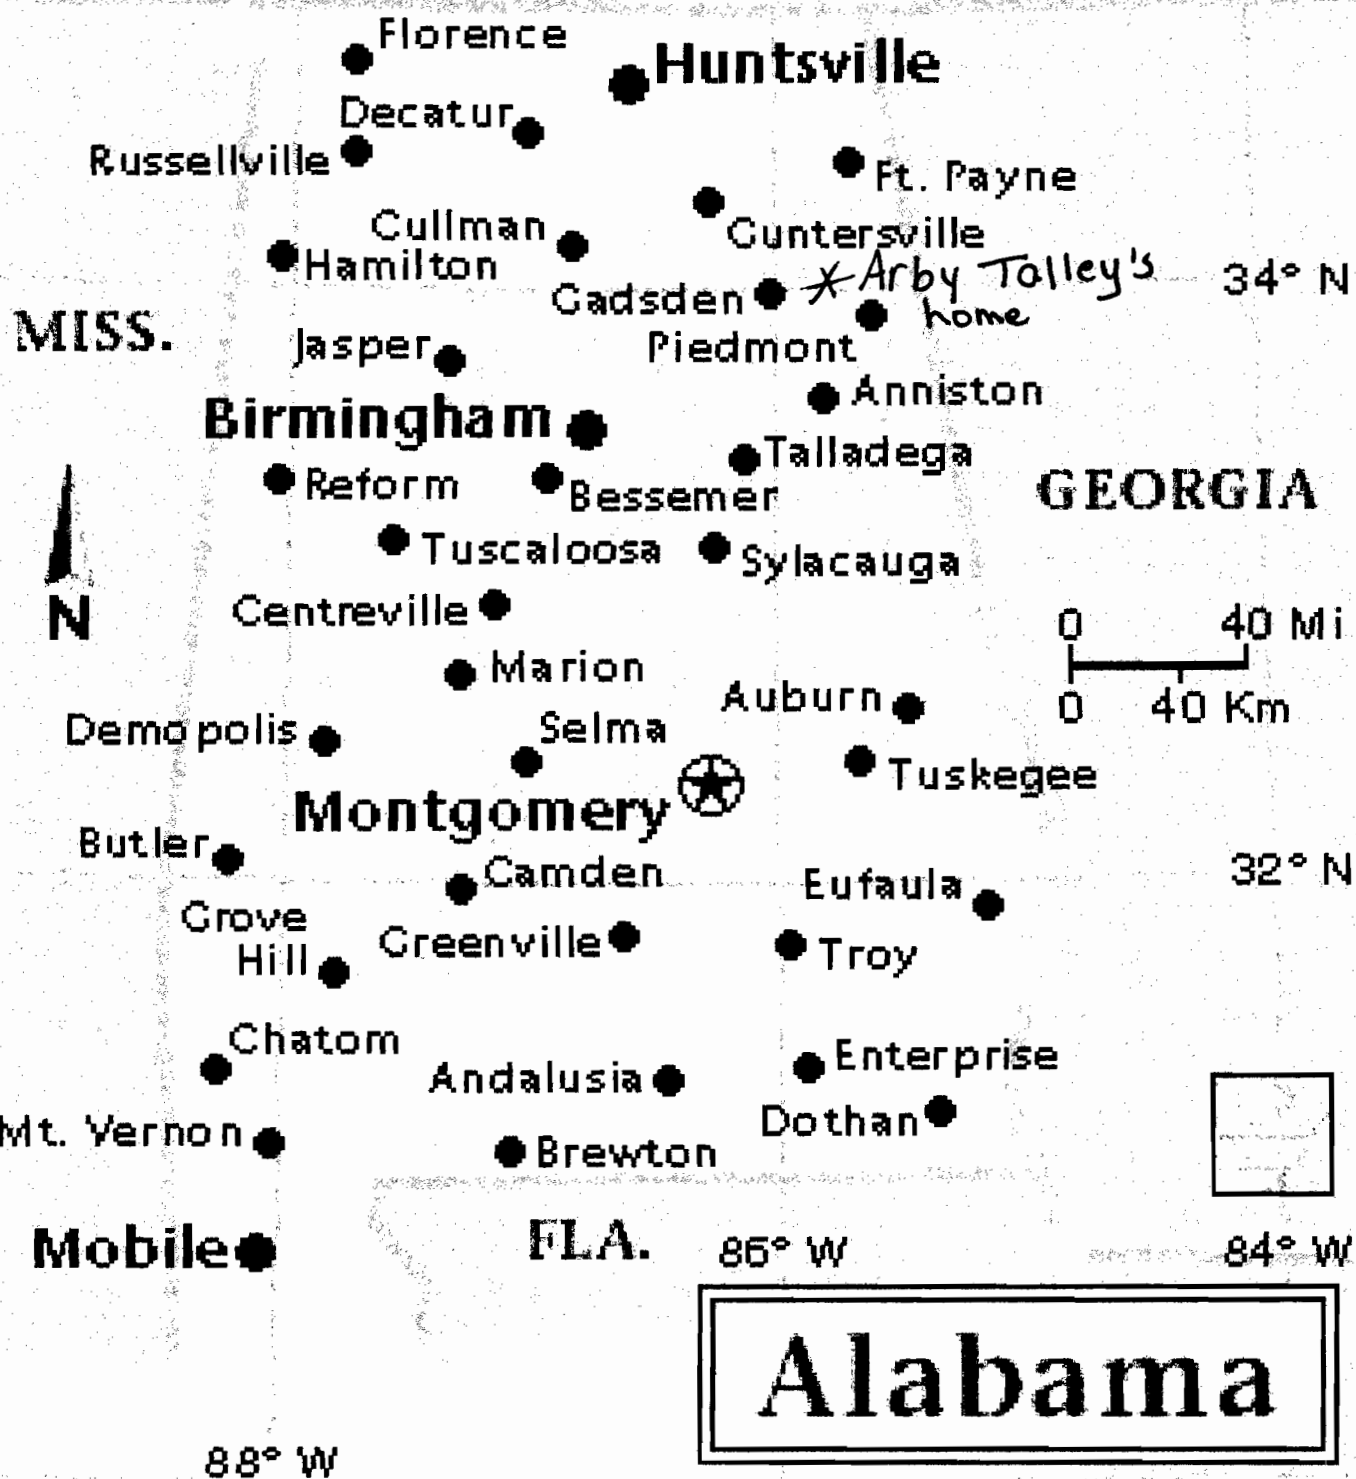 Florence
Huntsville
Decatur
Russellville
Ft. Payne
Guntersville
Cullman
Hamilton
Gadsden
* Arby Talley's
home
34° N
MISS.
Piedmont
Jasper
Anniston
Birmingham
Talladega
Reform
Bessemer
GEORGIA
Tuscaloosa
Sylacauga
N
Centreville
0 40 Mi
0 40 Km
Marion
Auburn
Demopolis
Selma
Tuskegee
Montgomery
Butler
Camden
Eufaula
32° N
Grove
Hill
Greenville
Troy
Chatom
Andalusia
Enterprise
Dothan
Mt. Vernon
Brewton
Mobile
FLA.
86° W
84° W
Alabama
88° W